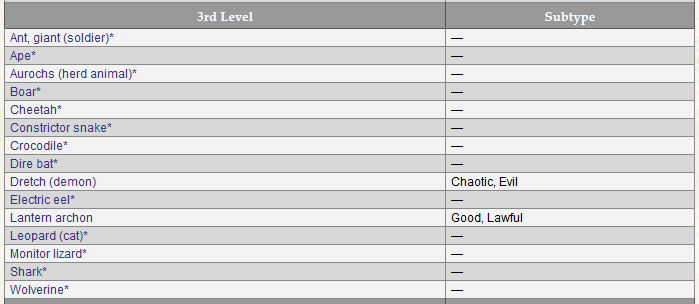 3rd Level Subtype
Ant, giant (soldier)* —
Ape* —
Aurochs (herd animal)* —
Boar* —
Cheetah* —
Constrictor snake* —
Crocodile* —
Dire bat* —
Dretch (demon) Chaotic, Evil
Electric eel* —
Lantern archon Good, Lawful
Leopard (cat)* —
Monitor lizard* —
Shark* —
Wolverine* —